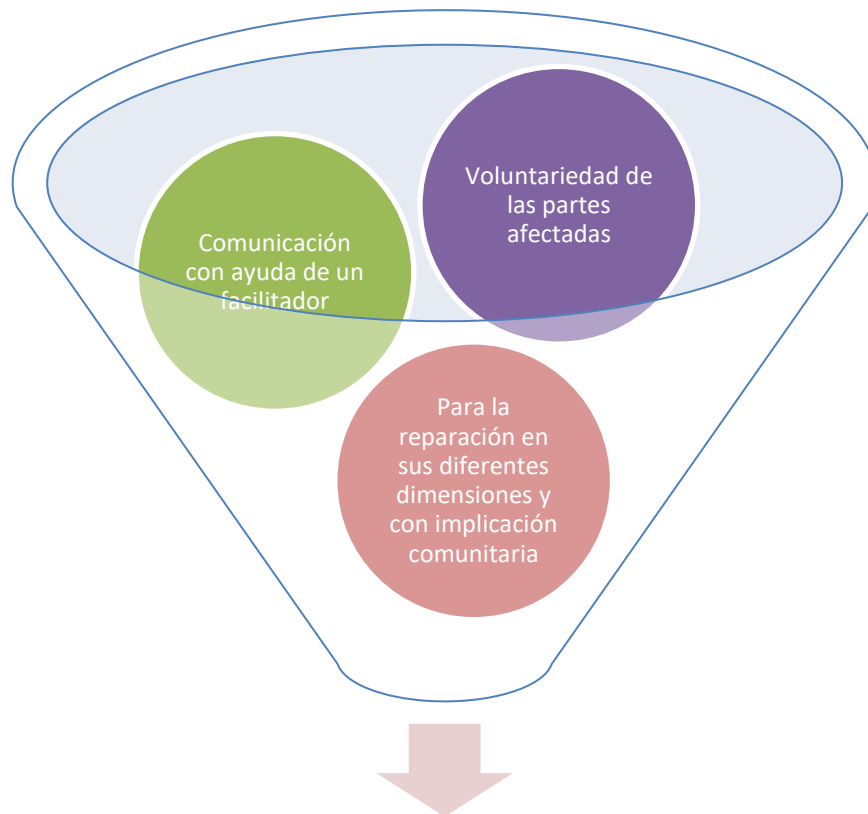 Voluntariedad de
las partes
afectadas
Comunicación
con ayuda de un
facilitador
Para la
reparación en
sus diferentes
dimensiones y
con implicación
comunitaria